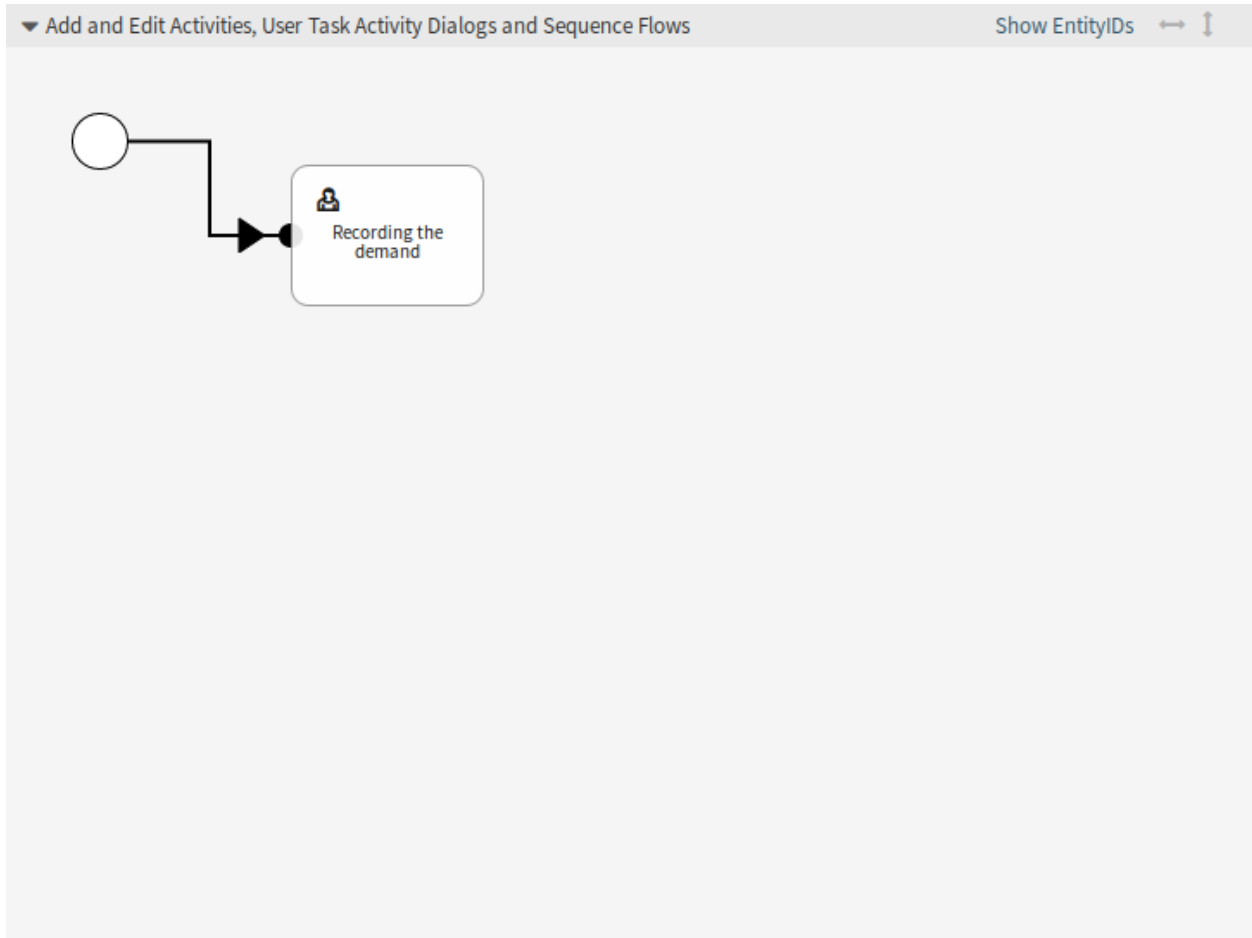 Add and Edit Activities, User Task Activity Dialogs and Sequence Flows
Show EntityIDs
Recording the
demand